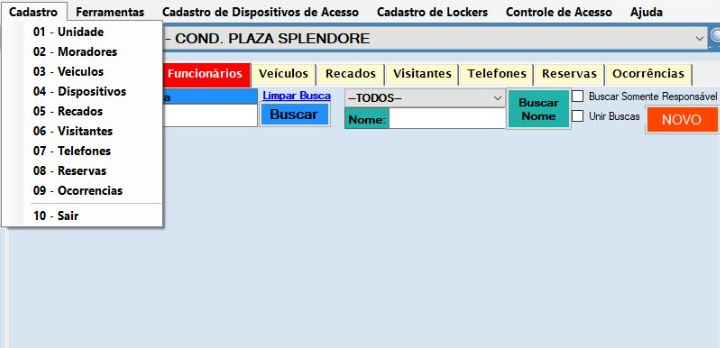 Cadastro Ferramentas Cadastro de Dispositivos de Acesso Cadastro de Lockers Controle de Acesso Ajuda
01 - Unidade
02 - Moradores
03 - Veiculos
04 - Dispositivos
05 - Recados
06 - Visitantes
07 - Telefones
08 - Reservas
09 - Ocorrencias
10 - Sair
- COND. PLAZA SPLENDORE
Funcionários Veículos Recados Visitantes Telefones Reservas Ocorrências
Limpar Busca
Buscar
--TODOS--
Nome:
Buscar
Nome
Buscar Somente Responsável
Unir Buscas
NOVO